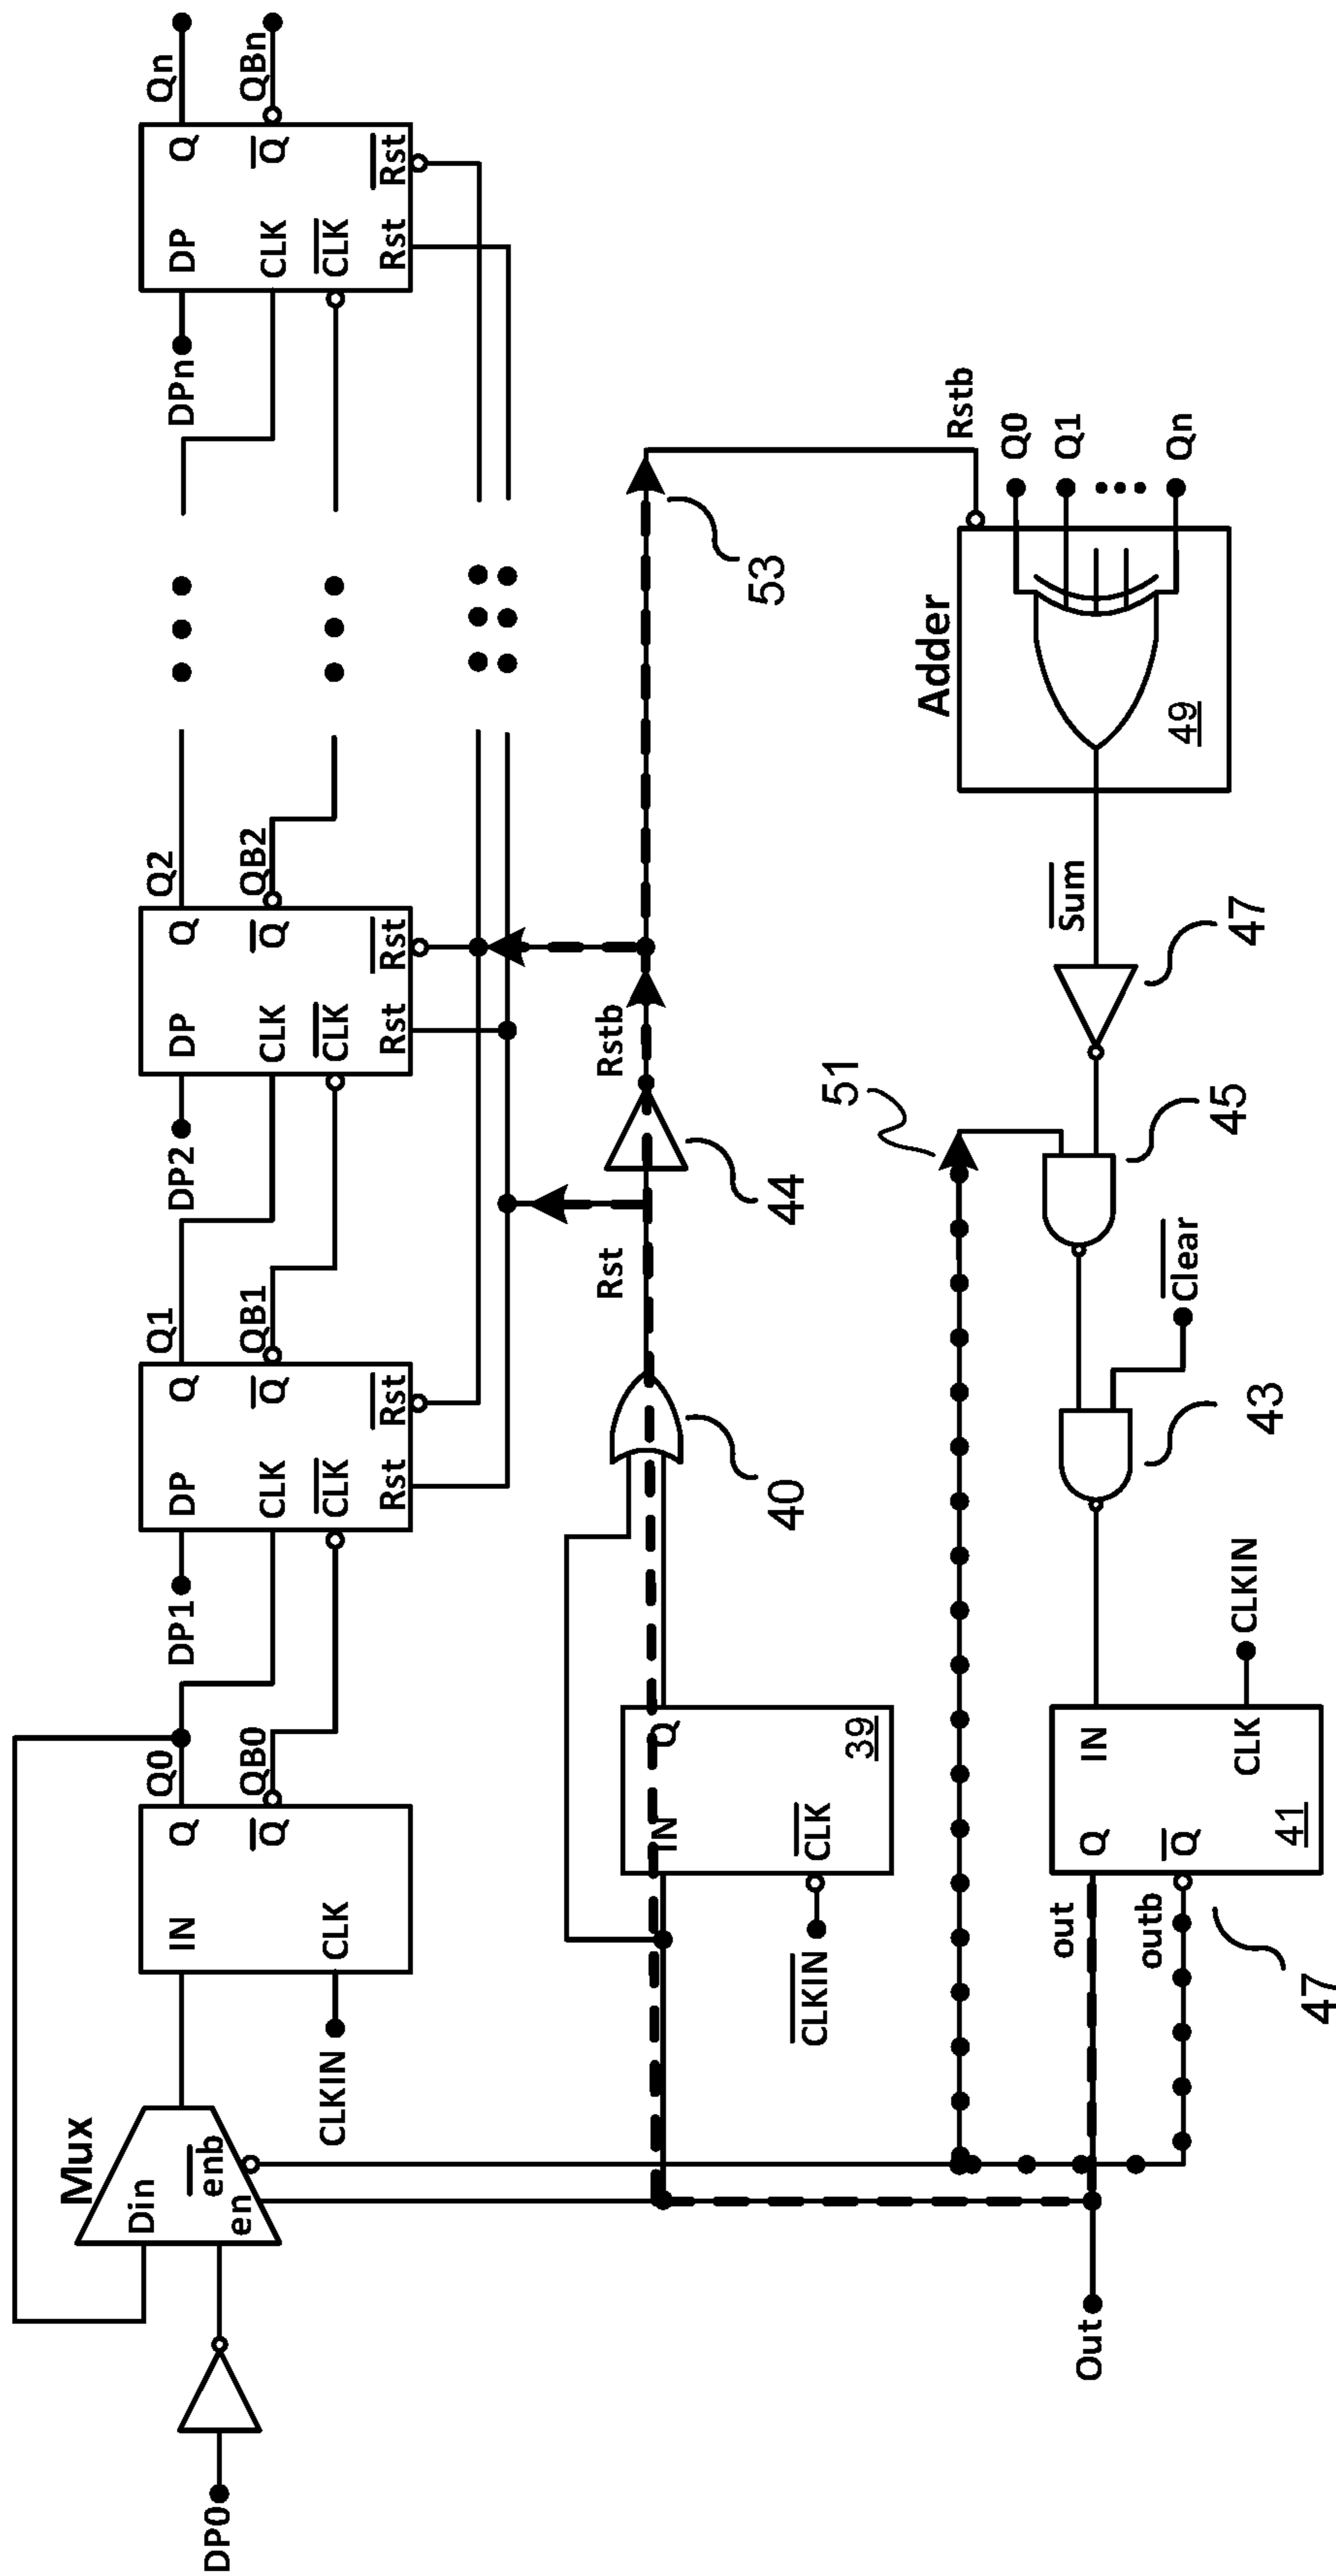 DP0
Mux
Din
enb
en
IN
Q
Q
CLK
CLKIN
Q0
QB0
DP1
DP
Q
CLK
Q
CLK
Rst
Rst
Q1
QB1
DP2
DP
Q
CLK
Q
CLK
Rst
Rst
Q2
QB2
DPn
DP
Q
CLK
Q
CLK
Rst
Rst
Qn
QBn
IN
Q
CLK
39
CLKIN
40
Rst
44
Rstb
53
Rstb
Out
out
outb
47
Q
IN
Q
CLK
41
CLKIN
43
Clear
45
51
47
Sum
Adder
49
Q0
Q1
Qn